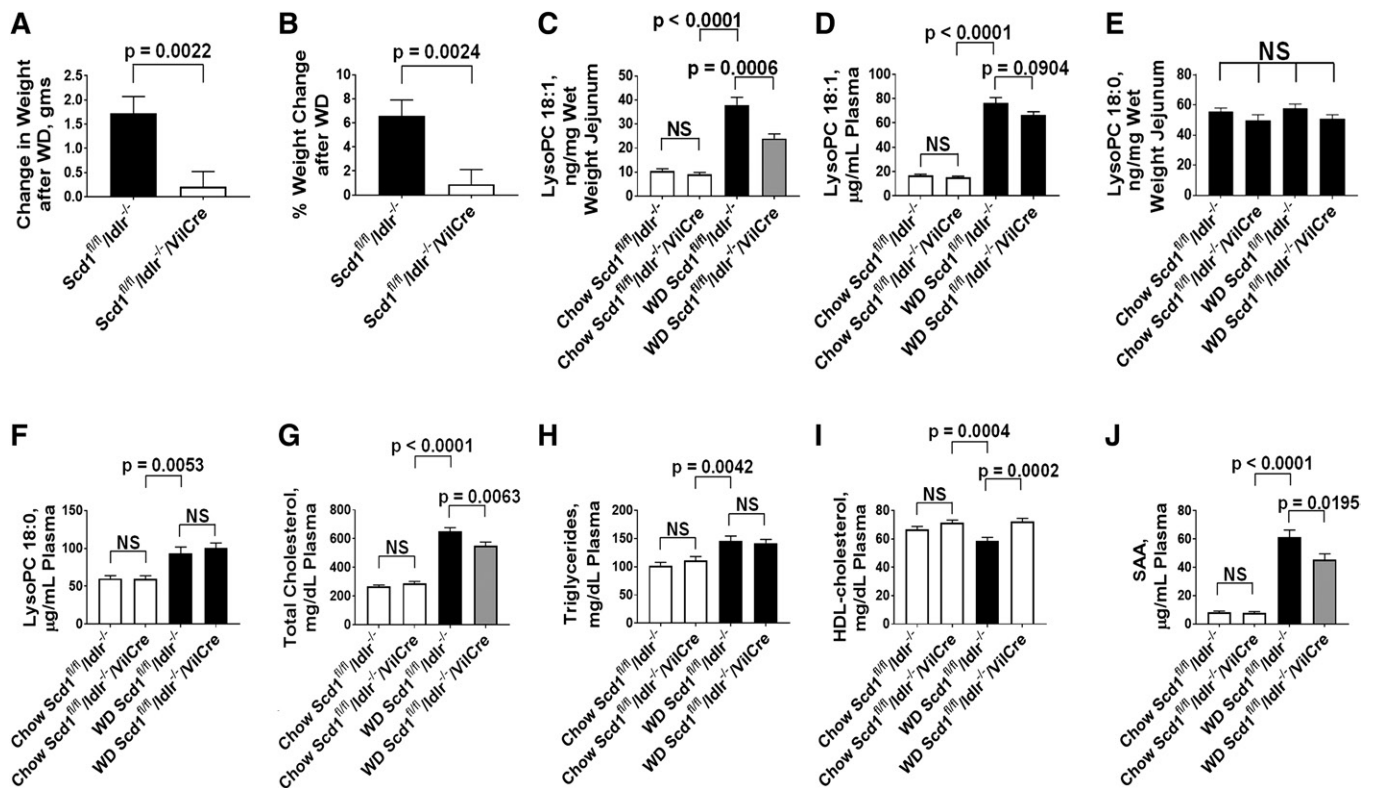 A
p = 0.0022
Change in Weight
after WD, gms
2.5
2.0
1.5
1.0
0.5
0.0
Scd1fl/fl/ldlr-/-
Scd1fl/fl/ldlr-/-/VilCre
B
p = 0.0024
% Weight Change
after WD
10
8
6
4
2
0
Scd1fl/fl/ldlr-/-
Scd1fl/fl/ldlr-/-/VilCre
C
p < 0.0001
p = 0.0006
NS
LysoPC 18:1,
ng/mg Wet
Weight Jejunum
50
40
30
20
10
0
Chow Scd1fl/fl/ldlr-/-
Chow Scd1fl/fl/ldlr-/-/VilCre
WD Scd1fl/fl/ldlr-/-
WD Scd1fl/fl/ldlr-/-/VilCre
D
p < 0.0001
p = 0.0904
NS
LysoPC 18:1,
µg/mL Plasma
100
80
60
40
20
0
Chow Scd1fl/fl/ldlr-/-
Chow Scd1fl/fl/ldlr-/-/VilCre
WD Scd1fl/fl/ldlr-/-
WD Scd1fl/fl/ldlr-/-/VilCre
E
NS
LysoPC 18:0,
ng/mg Wet
Weight Jejunum
80
60
40
20
0
Chow Scd1fl/fl/ldlr-/-
Chow Scd1fl/fl/ldlr-/-/VilCre
WD Scd1fl/fl/ldlr-/-
WD Scd1fl/fl/ldlr-/-/VilCre
F
p = 0.0053
NS
NS
LysoPC 18:0,
µg/mL Plasma
150
100
50
0
Chow Scd1fl/fl/ldlr-/-
Chow Scd1fl/fl/ldlr-/-/VilCre
WD Scd1fl/fl/ldlr-/-
WD Scd1fl/fl/ldlr-/-/VilCre
G
p < 0.0001
p = 0.0063
NS
Total Cholesterol,
mg/dL Plasma
800
600
400
200
0
Chow Scd1fl/fl/ldlr-/-
Chow Scd1fl/fl/ldlr-/-/VilCre
WD Scd1fl/fl/ldlr-/-
WD Scd1fl/fl/ldlr-/-/VilCre
H
p = 0.0042
NS
NS
Triglycerides,
mg/dL Plasma
200
150
100
50
0
Chow Scd1fl/fl/ldlr-/-
Chow Scd1fl/fl/ldlr-/-/VilCre
WD Scd1fl/fl/ldlr-/-
WD Scd1fl/fl/ldlr-/-/VilCre
I
p = 0.0004
p = 0.0002
NS
HDL-cholesterol,
mg/dL Plasma
80
60
40
20
0
Chow Scd1fl/fl/ldlr-/-
Chow Scd1fl/fl/ldlr-/-/VilCre
WD Scd1fl/fl/ldlr-/-
WD Scd1fl/fl/ldlr-/-/VilCre
J
p < 0.0001
p = 0.0195
NS
SAA,
µg/mL Plasma
80
60
40
20
0
Chow Scd1fl/fl/ldlr-/-
Chow Scd1fl/fl/ldlr-/-/VilCre
WD Scd1fl/fl/ldlr-/-
WD Scd1fl/fl/ldlr-/-/VilCre